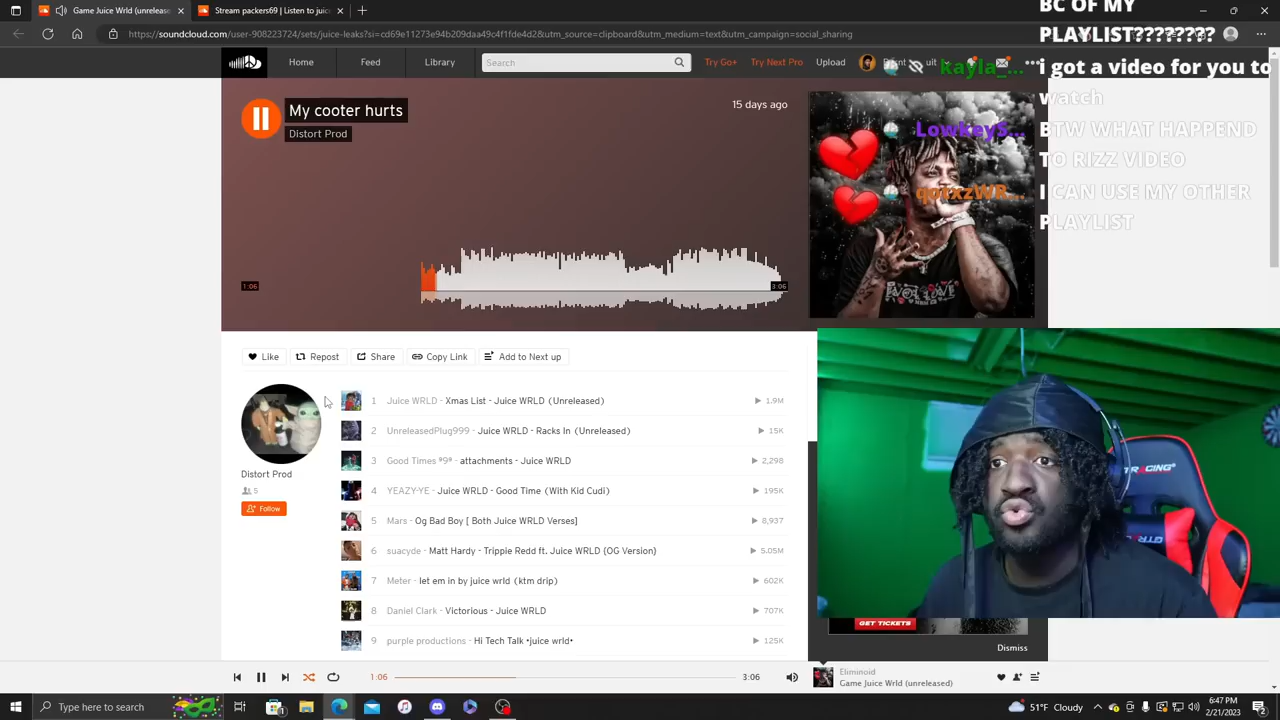 Game Juice Wrld (unreleas
Stream packers69 | Listen to juice
BC OF MY
PLAYLIST????????
https://soundcloud.com/user-908223724/sets/juice-leaks?si=cd69e11273e94b209daa49c4f1fde4d2&utm_source=clipboard&utm_medium=text&utm_campaign=social_sharing
Home
Feed
Library
Search
Try Go+
Try Next Pro
Upload
kayla_...
i got a video for you to
watch
My cooter hurts
Distort Prod
15 days ago
LowkeyS...
BTW WHAT HAPPEND
TO RIZZ VIDEO
qorxzWR...
I CAN USE MY OTHER
PLAYLIST
1:06
3:06
Like
Repost
Share
Copy Link
Add to Next up
1 Juice WRLD - Xmas List - Juice WRLD (Unreleased) 1.9M
2 UnreleasedPlug999 - Juice WRLD - Racks In (Unreleased) 15K
3 Good Times ⁹9⁹ - attachments - Juice WRLD 2,298
Distort Prod
5
Follow
4 YEAZY-YE - Juice WRLD - Good Time (With Kid Cudi) 195K
5 Mars - Og Bad Boy [ Both Juice WRLD Verses] 8,937
6 suacyde - Matt Hardy - Trippie Redd ft. Juice WRLD (OG Version) 5.05M
7 Meter - let em in by juice wrld (ktm drip) 602K
8 Daniel Clark - Victorious - Juice WRLD 707K
9 purple productions - Hi Tech Talk •juice wrld• 125K
GT RACING
GTR
GET TICKETS
Dismiss
1:06
3:06
Eliminoid
Game Juice Wrld (unreleased)
Type here to search
51°F Cloudy
6:47 PM
2/21/2023
2